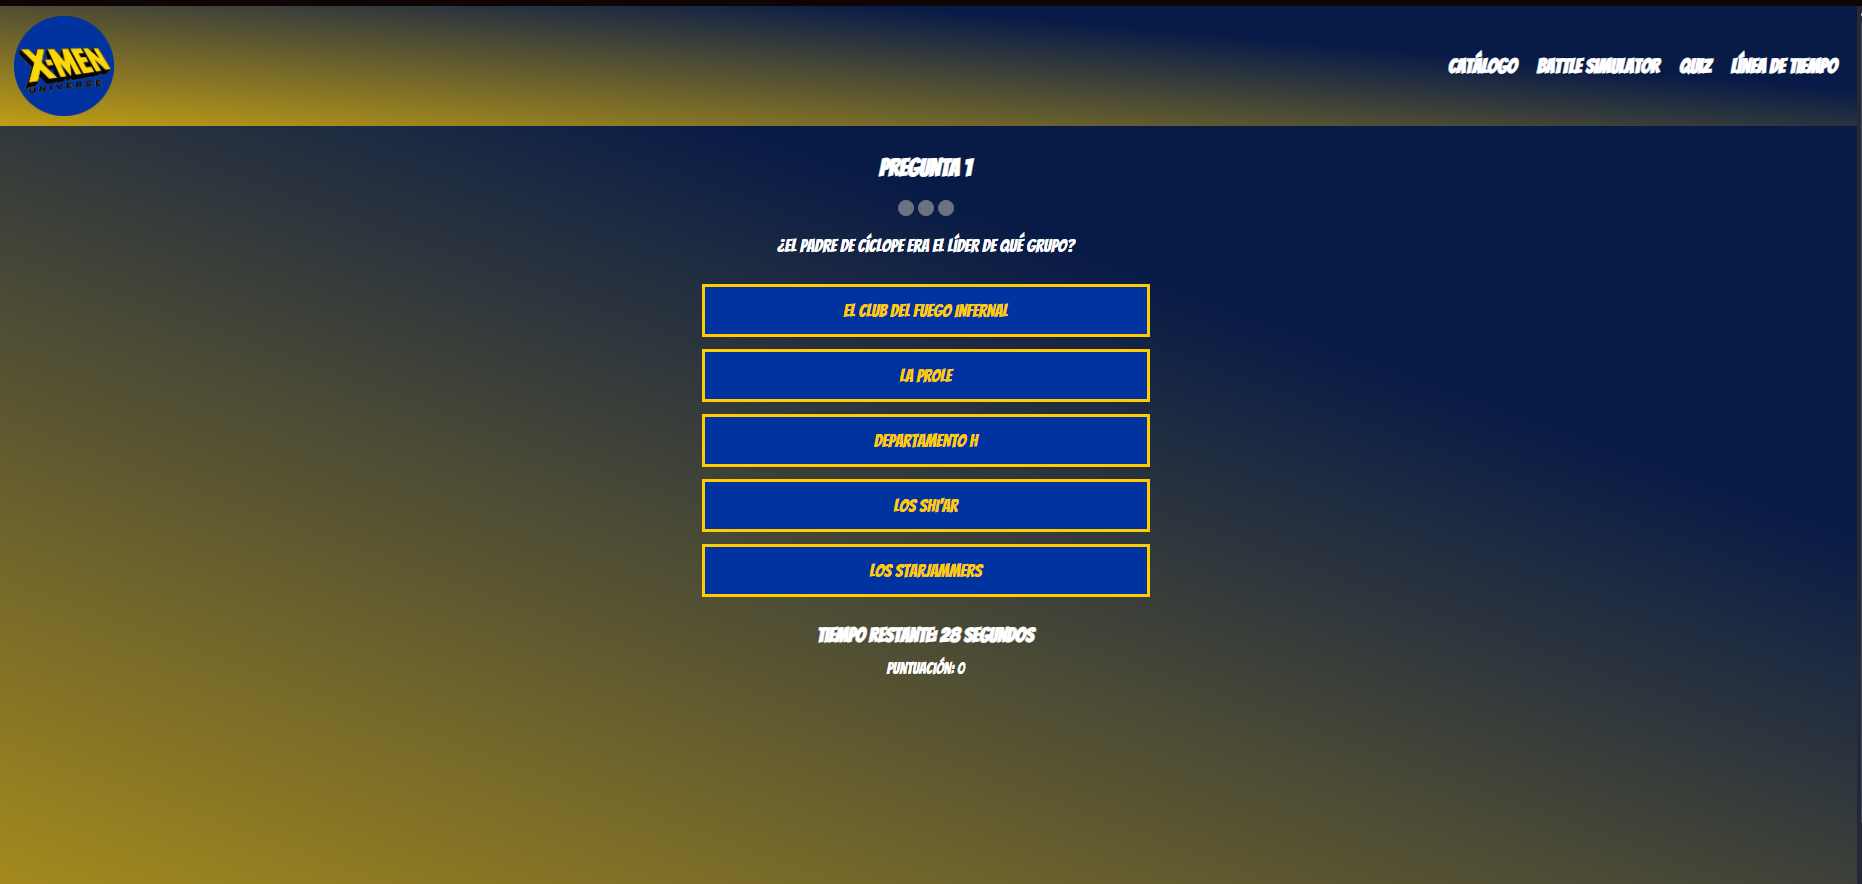 X-MEN
UNIVERSE
CATÁLOGO BATTLE SIMULATOR QUIZ LÍNEA DE TIEMPO
PREGUNTA 1
¿EL PADRE DE CÍCLOPE ERA EL LÍDER DE QUÉ GRUPO?
EL CLUB DEL FUEGO INFERNAL
LA PROLE
DEPARTAMENTO H
LOS SHI'AR
LOS STARJAMMERS
TIEMPO RESTANTE: 28 SEGUNDOS
PUNTUACIÓN: 0